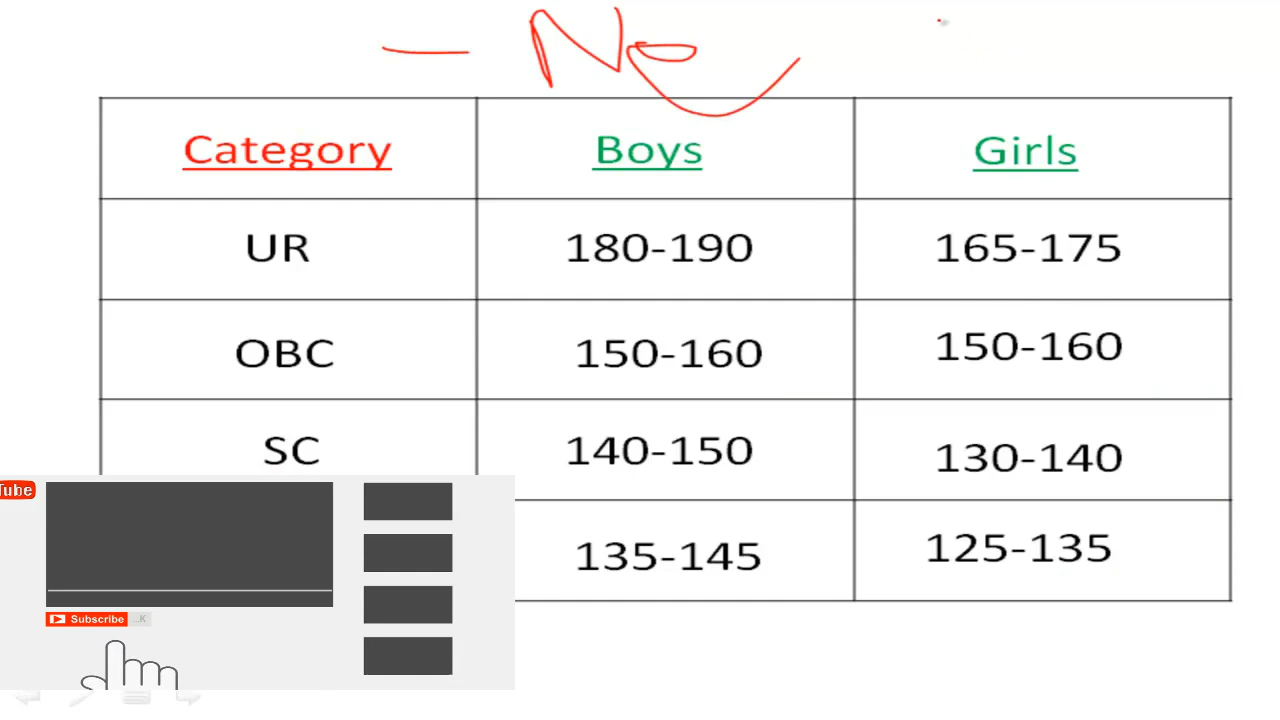 - Ne
Category Boys Girls
UR 180-190 165-175
OBC 150-160 150-160
SC 140-150 130-140
135-145 125-135
Tube
Subscribe ...K